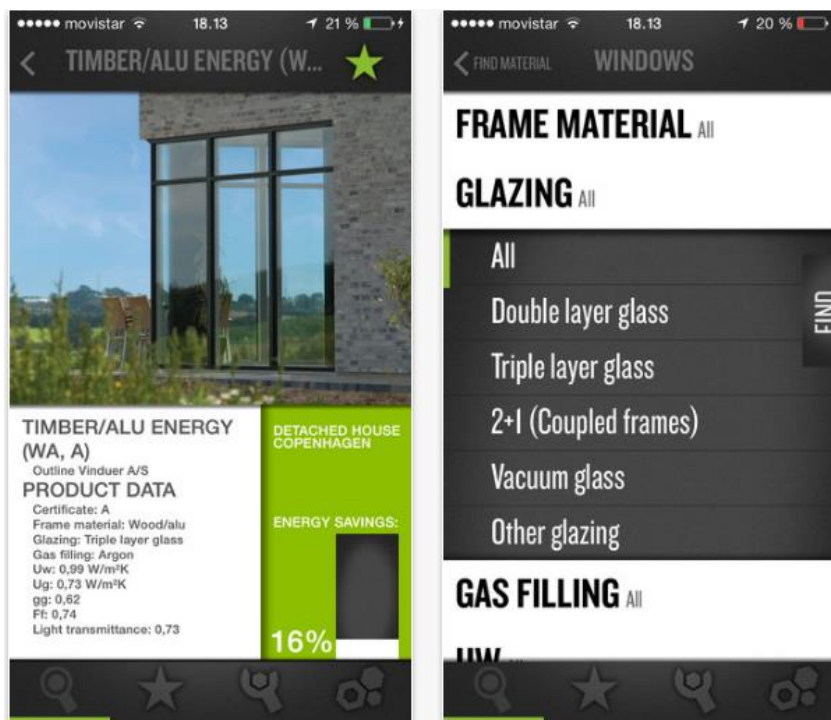 movistar 18.13 21 %
TIMBER/ALU ENERGY (W...
TIMBER/ALU ENERGY
(WA, A)
Outline Vinduer A/S
PRODUCT DATA
Certificate: A
Frame material: Wood/alu
Glazing: Triple layer glass
Gas filling: Argon
Uw: 0,99 W/m²K
Ug: 0,73 W/m²K
gg: 0,62
Ff: 0,74
Light transmittance: 0,73
DETACHED HOUSE
COPENHAGEN
ENERGY SAVINGS:
16%
movistar 18.13 20 %
FIND MATERIAL WINDOWS
FRAME MATERIAL All
GLAZING All
All
Double layer glass
Triple layer glass
2+1 (Coupled frames)
Vacuum glass
Other glazing
FIND
GAS FILLING All
UW